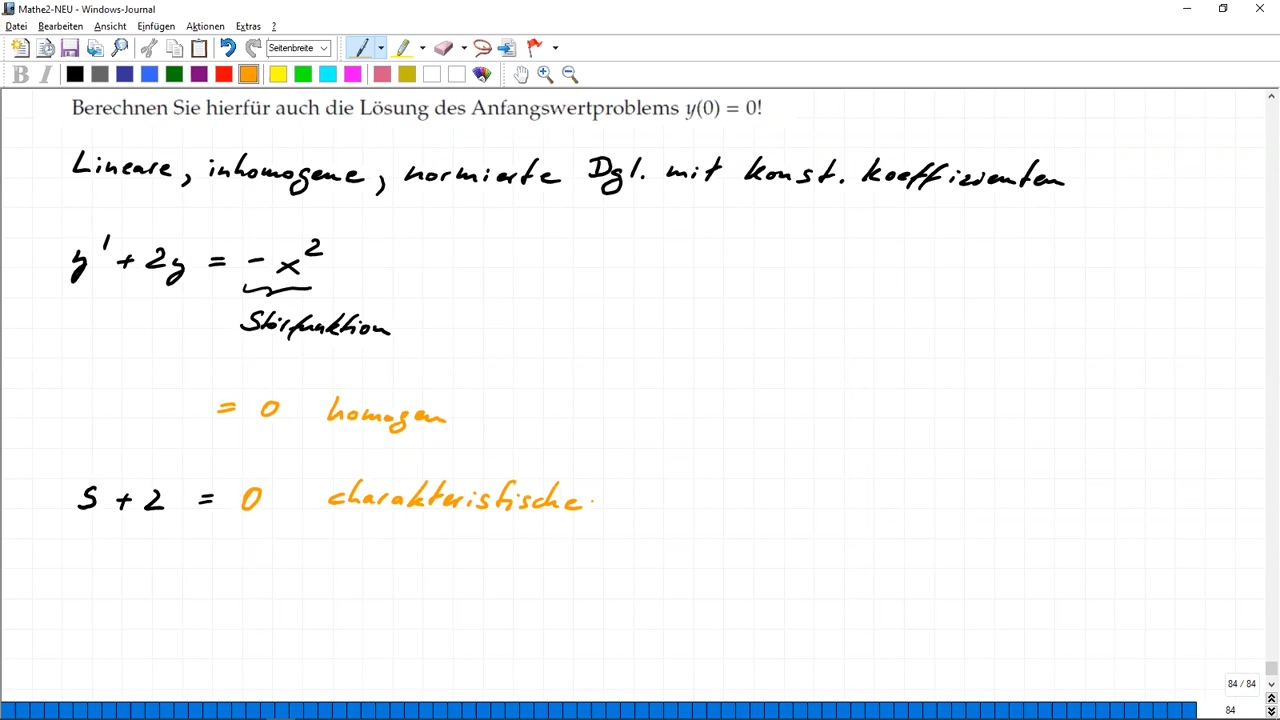 Mathe2-NEU - Windows-Journal
Datei Bearbeiten Ansicht Einfügen Aktionen Extras ?
Seitenbreite
B I
Berechnen Sie hierfür auch die Lösung des Anfangswertproblems y(0) = 0!
Lineare, inhomogene, normierte Dgl. mit konst. Koeffizienten
y' + 2y = - x²
Störfunktion
= 0 homogen
s + 2 = 0 charakteristische
84 / 84
84